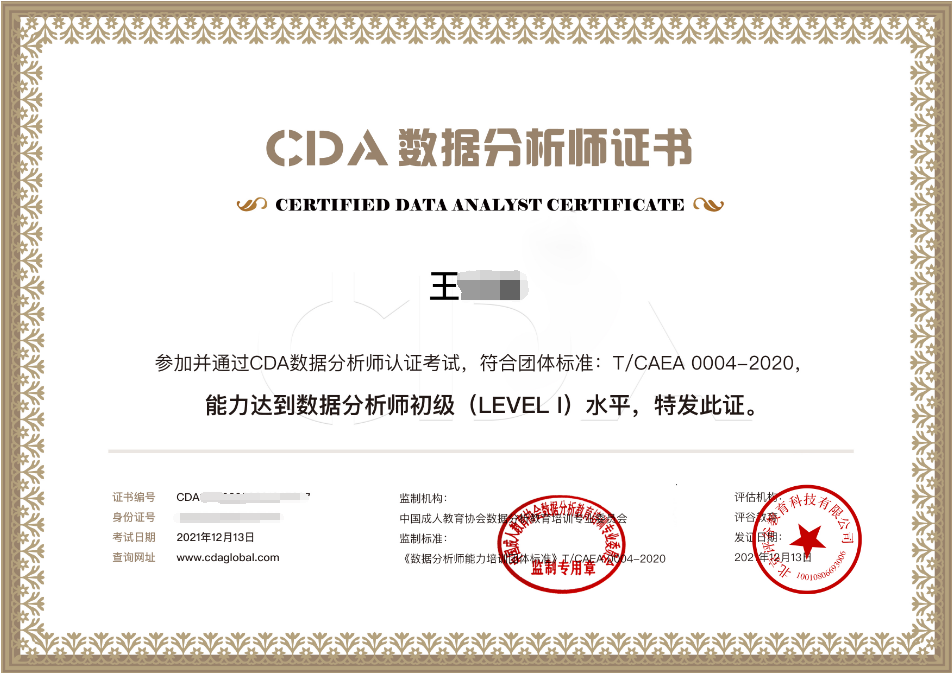 CDA 数据分析师证书
CERTIFIED DATA ANALYST CERTIFICATE
王
参加并通过CDA数据分析师认证考试，符合团体标准：T/CAEA 0004-2020，
能力达到数据分析师初级（LEVEL I）水平，特发此证。
证书编号 CDA
身份证号
考试日期 2021年12月13日
查询网址 www.cdaglobal.com
监制机构：
中国成人教育协会数据分析教育培训专业委员会
监制标准：
《数据分析师能力培训团体标准》T/CAEA 0004-2020
监制专用章
评估机构：
发证日期：
2021年12月13日